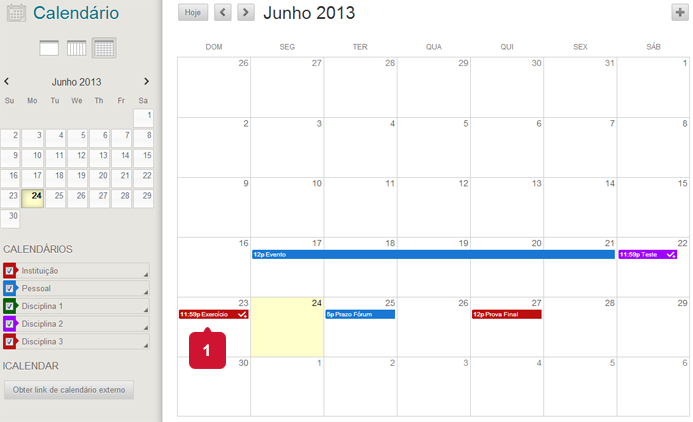 Calendário
Junho 2013
Su Mo Tu We Th Fr Sa
1
2 3 4 5 6 7 8
9 10 11 12 13 14 15
16 17 18 19 20 21 22
23 24 25 26 27 28 29
30
CALENDÁRIOS
Instituição
Pessoal
Disciplina 1
Disciplina 2
Disciplina 3
ICALENDAR
Obter link de calendário externo
Hoje
Junho 2013
DOM SEG TER QUA QUI SEX SÁB
26 27 28 29 30 31 1
2 3 4 5 6 7 8
9 10 11 12 13 14 15
16 17 18 19 20 21 22
12p Evento 11:59p Teste
23 24 25 26 27 28 29
11:59p Exercício 5p Prazo Fórum 12p Prova Final
1
30 1 2 3 4 5 6